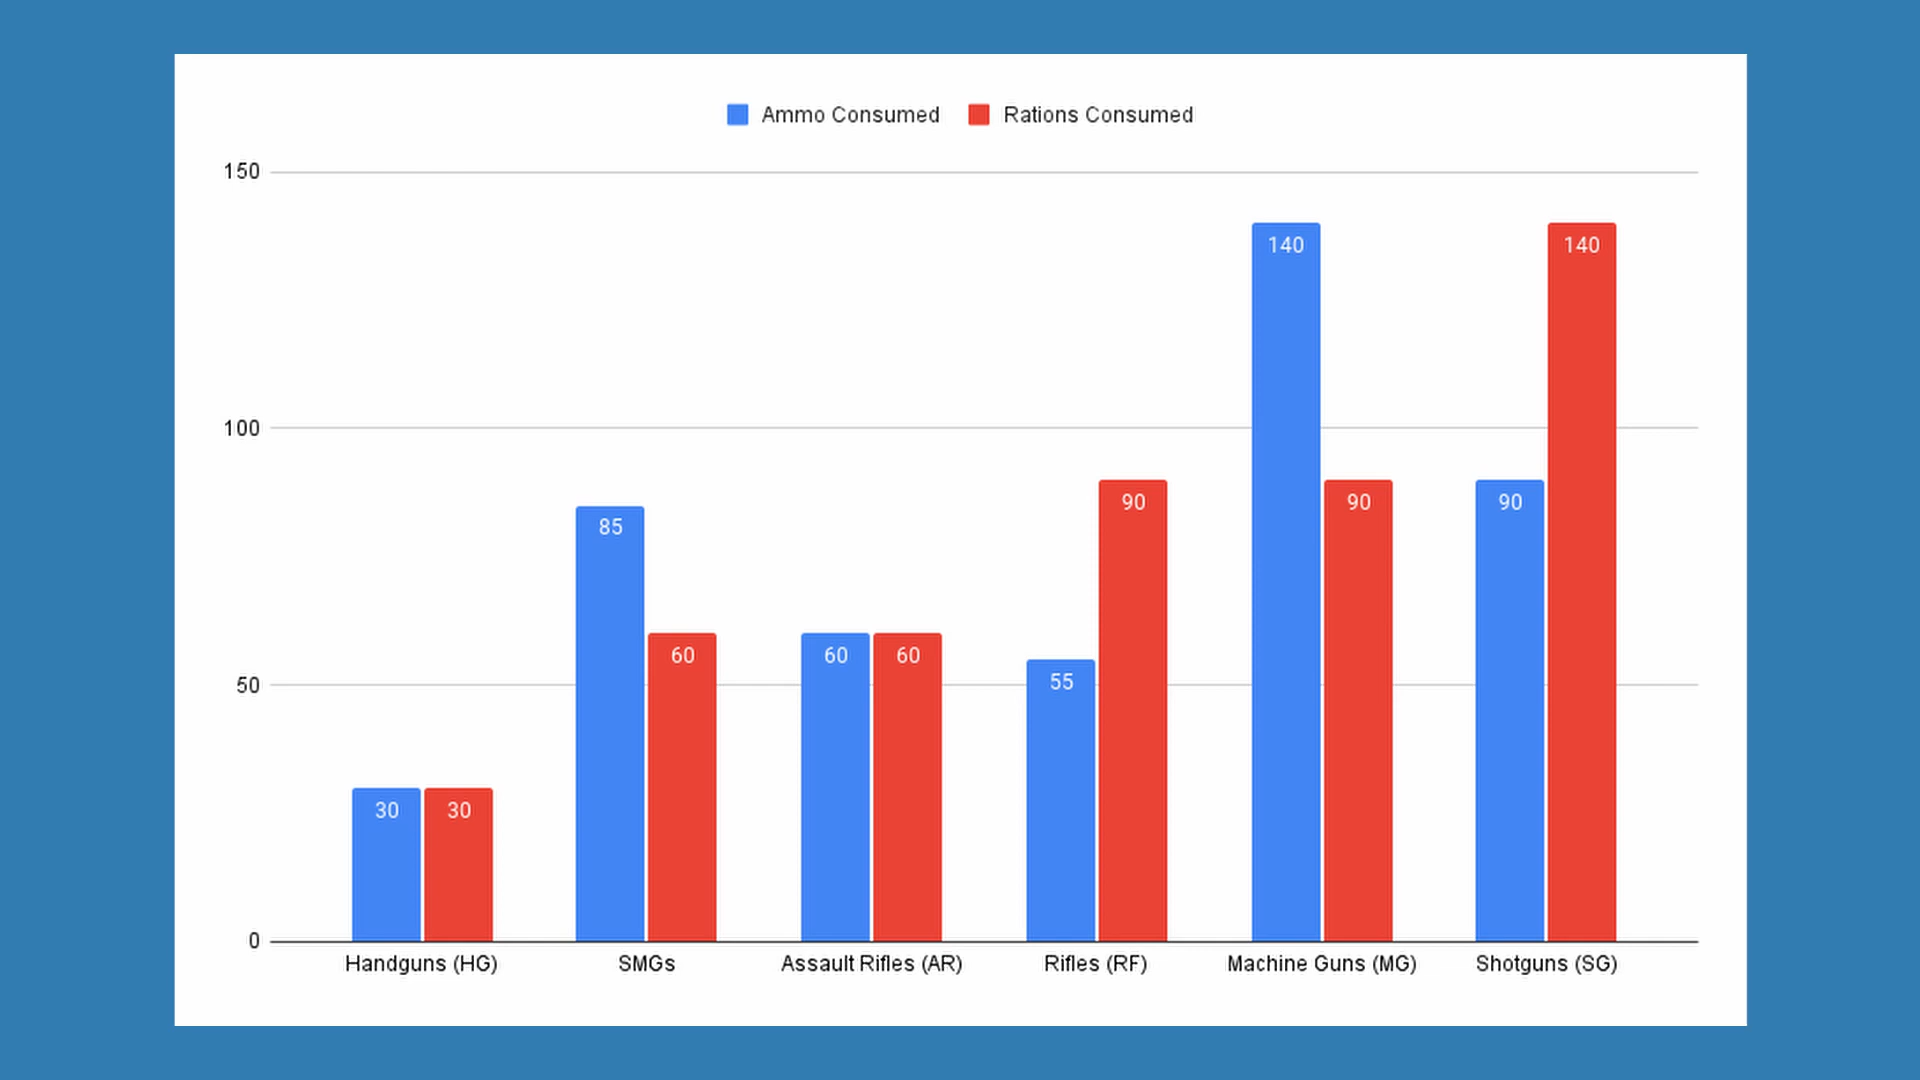 Ammo Consumed Rations Consumed
150
140 140
100
90 90 90
85
60 60 60
55
50
30 30
0
Handguns (HG) SMGs Assault Rifles (AR) Rifles (RF) Machine Guns (MG) Shotguns (SG)